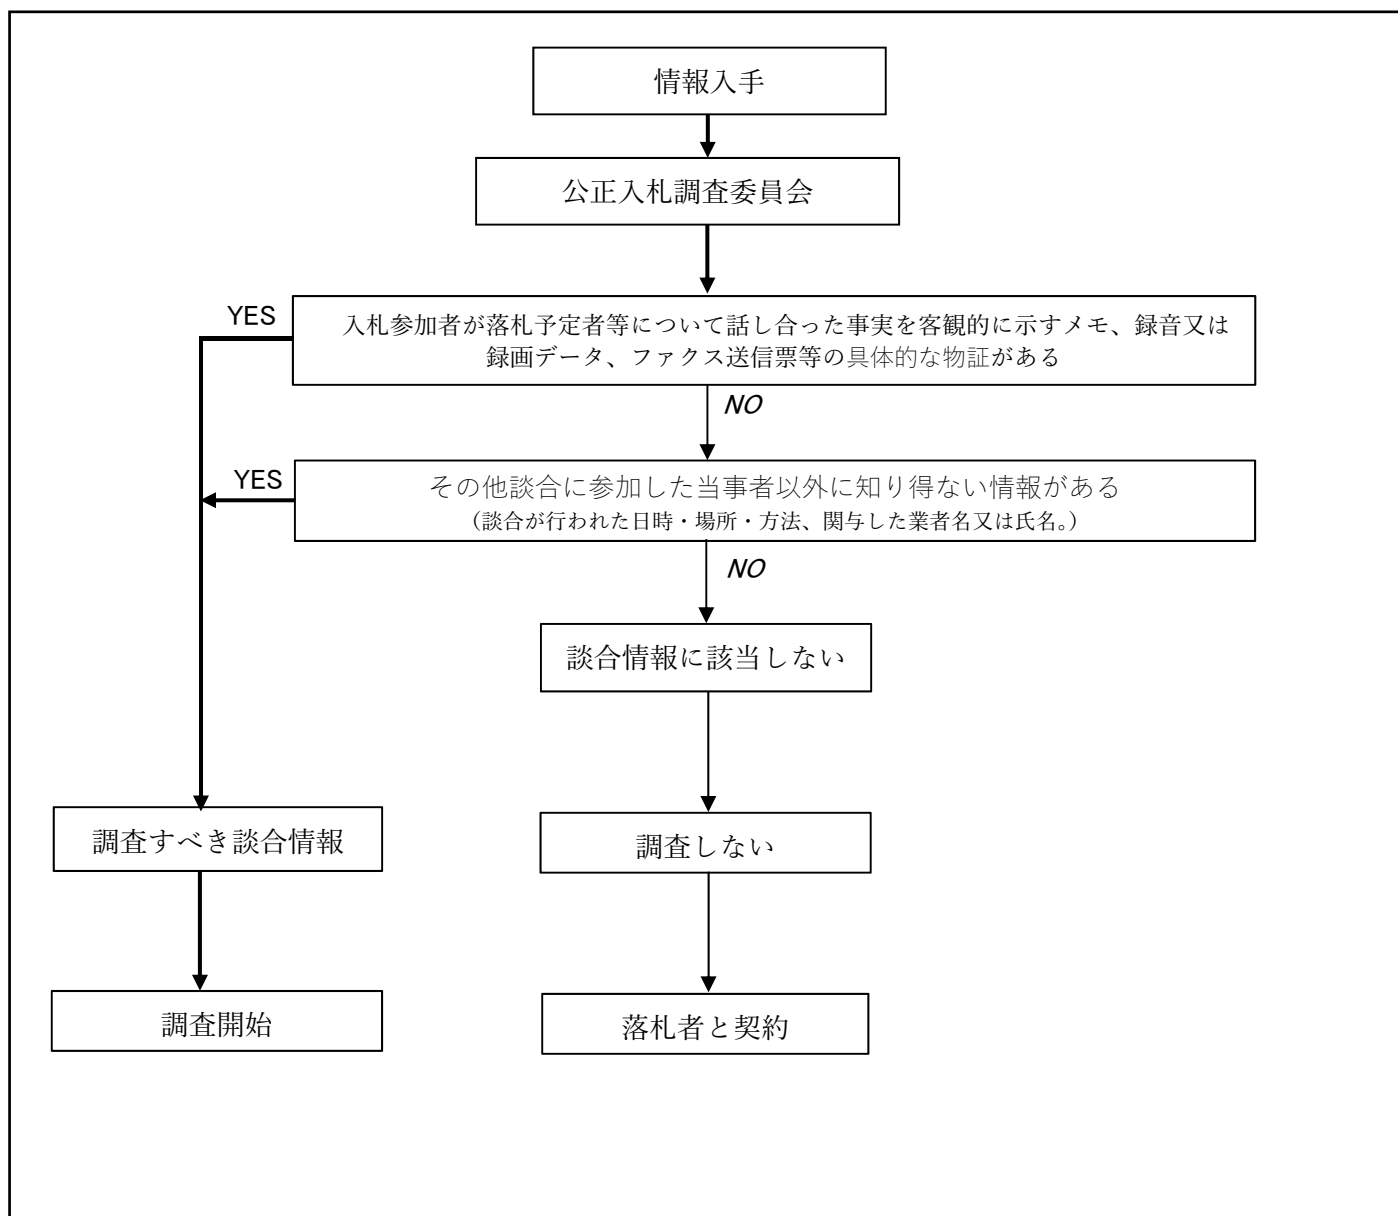 情報入手
公正入札調査委員会
YES
入札参加者が落札予定者等について話し合った事実を客観的に示すメモ、録音又は
録画データ、ファクス送信票等の具体的な物証がある
NO
YES
その他談合に参加した当事者以外に知り得ない情報がある
（談合が行われた日時・場所・方法、関与した業者名又は氏名。）
NO
談合情報に該当しない
調査すべき談合情報
調査しない
調査開始
落札者と契約